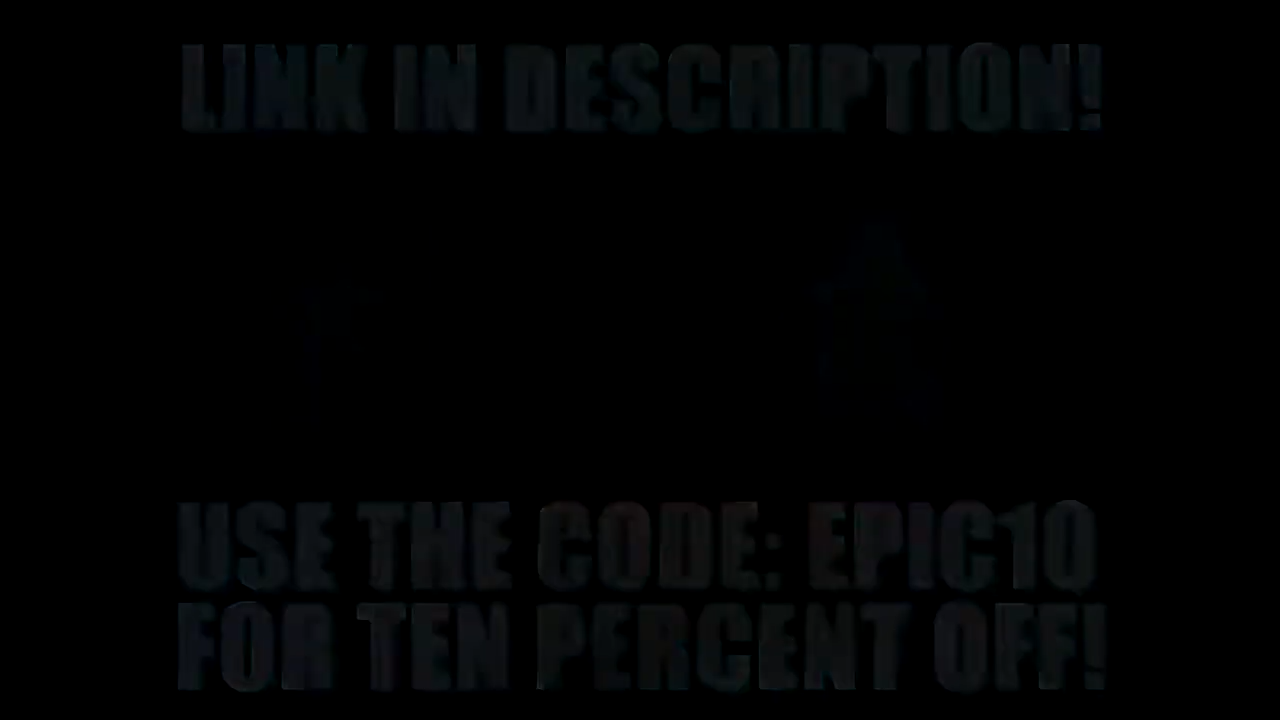 LINK IN DESCRIPTION!
USE THE CODE: EPIC10
FOR TEN PERCENT OFF!